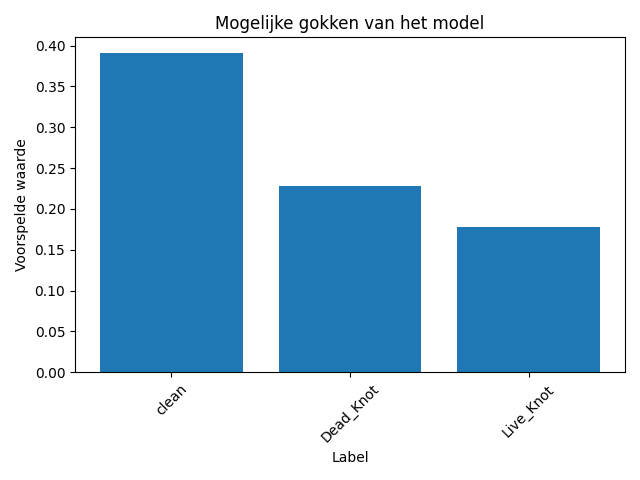 Mogelijke gokken van het model
Voorspelde waarde
0.40
0.35
0.30
0.25
0.20
0.15
0.10
0.05
0.00
clean
Dead_Knot
Live_Knot
Label